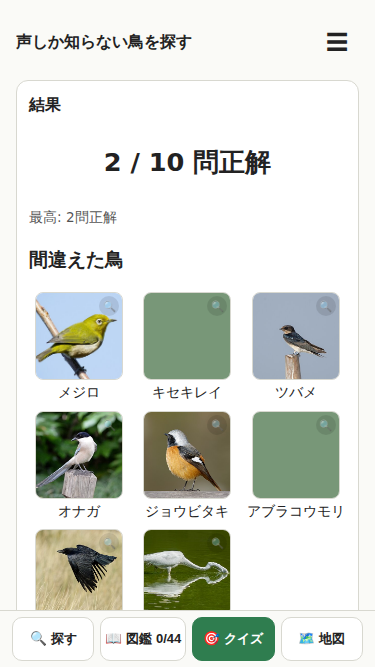 声しか知らない鳥を探す
結果
2 / 10 問正解
最高: 2問正解
間違えた鳥
メジロ
キセキレイ
ツバメ
オナガ
ジョウビタキ
アブラコウモリ
探す
図鑑 0/44
クイズ
地図